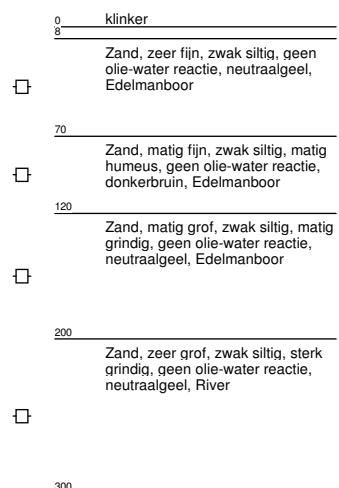 0 klinker
8
Zand, zeer fijn, zwak siltig, geen
olie-water reactie, neutraalgeel,
Edelmanboor
70
Zand, matig fijn, zwak siltig, matig
humeus, geen olie-water reactie,
donkerbruin, Edelmanboor
120
Zand, matig grof, zwak siltig, matig
grindig, geen olie-water reactie,
neutraalgeel, Edelmanboor
200
Zand, zeer grof, zwak siltig, sterk
grindig, geen olie-water reactie,
neutraalgeel, River
300